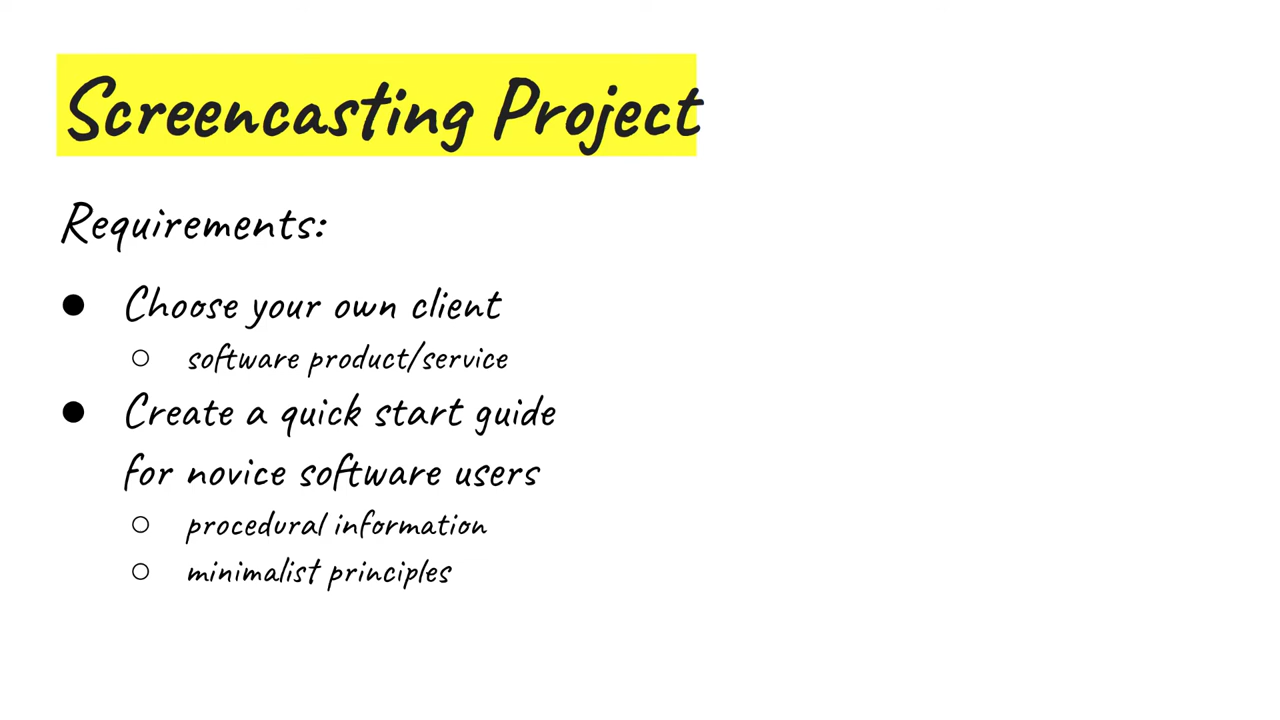 Screencasting Project
Requirements:
● Choose your own client
○ software product/service
● Create a quick start guide
for novice software users
○ procedural information
○ minimalist principles